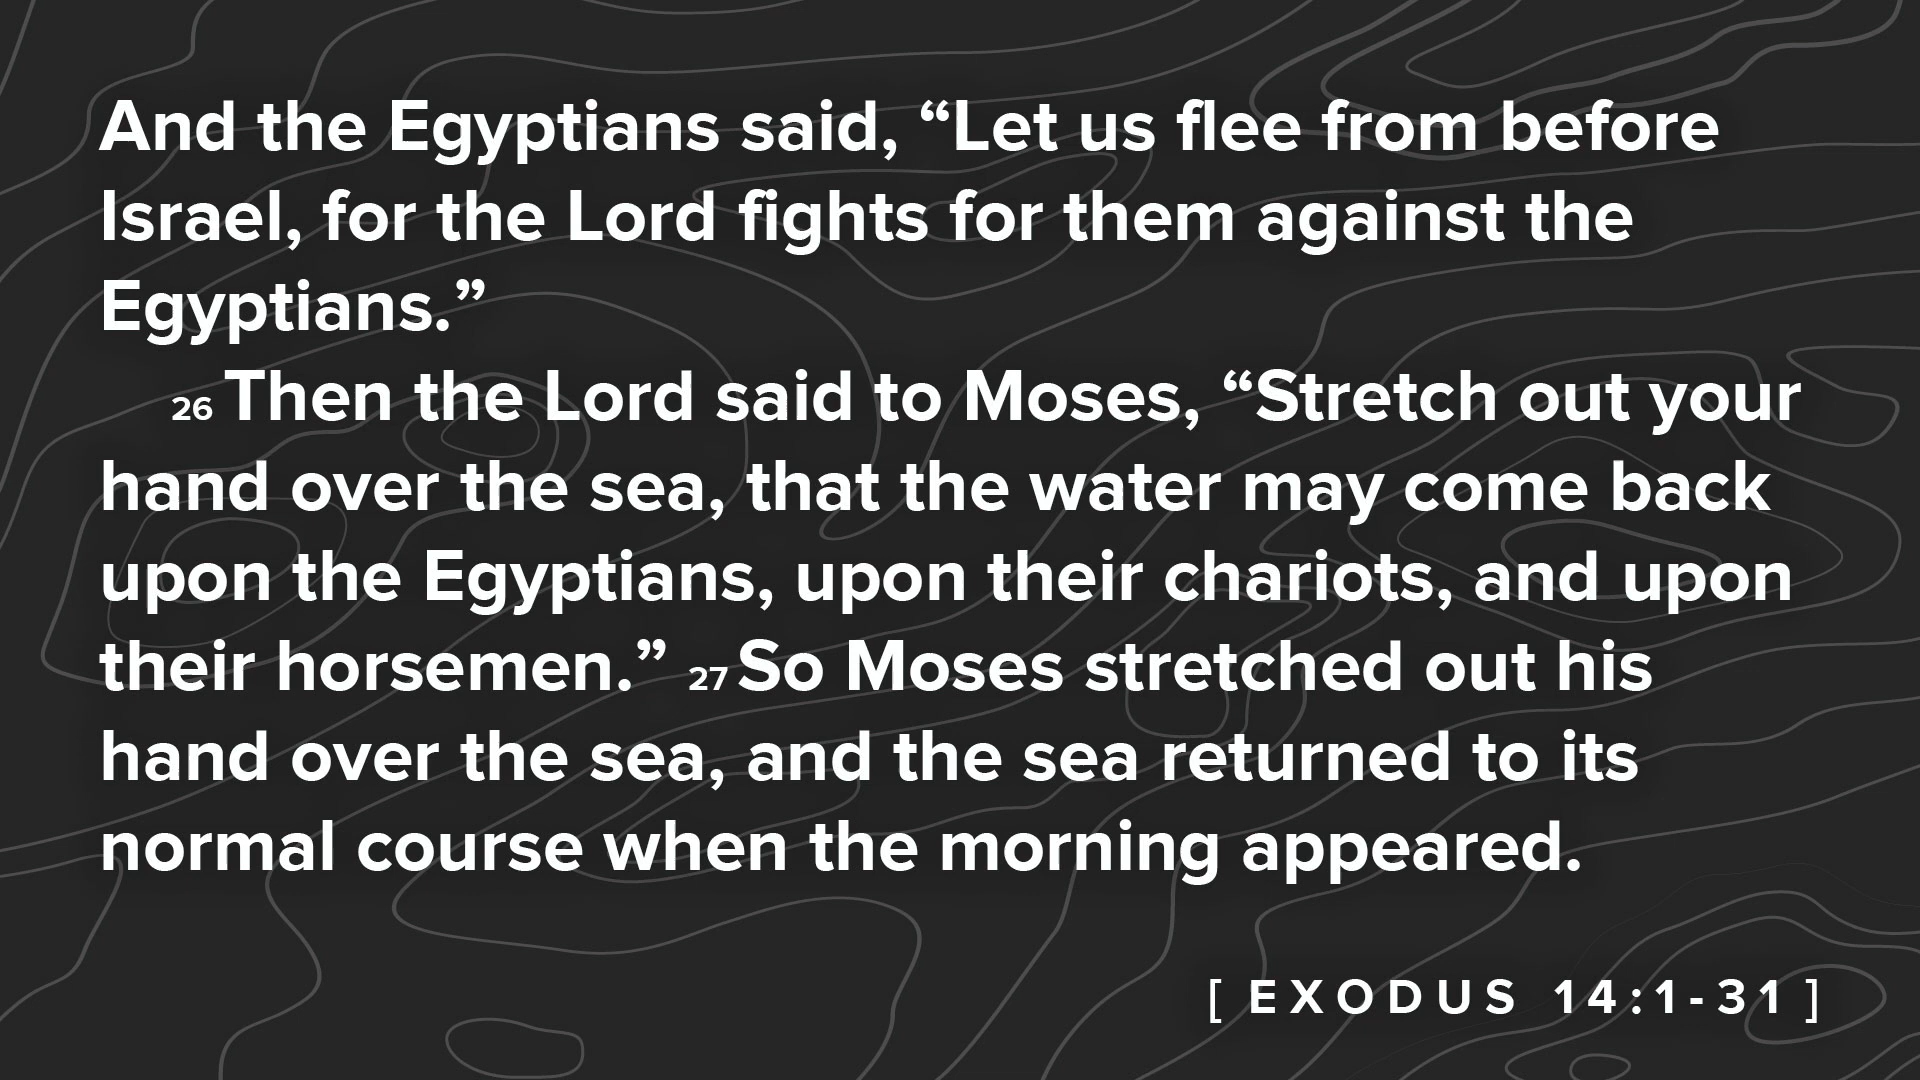 And the Egyptians said, “Let us flee from before
Israel, for the Lord fights for them against the
Egyptians.”
26 Then the Lord said to Moses, “Stretch out your
hand over the sea, that the water may come back
upon the Egyptians, upon their chariots, and upon
their horsemen.” 27 So Moses stretched out his
hand over the sea, and the sea returned to its
normal course when the morning appeared.
[ EXODUS 14:1-31 ]